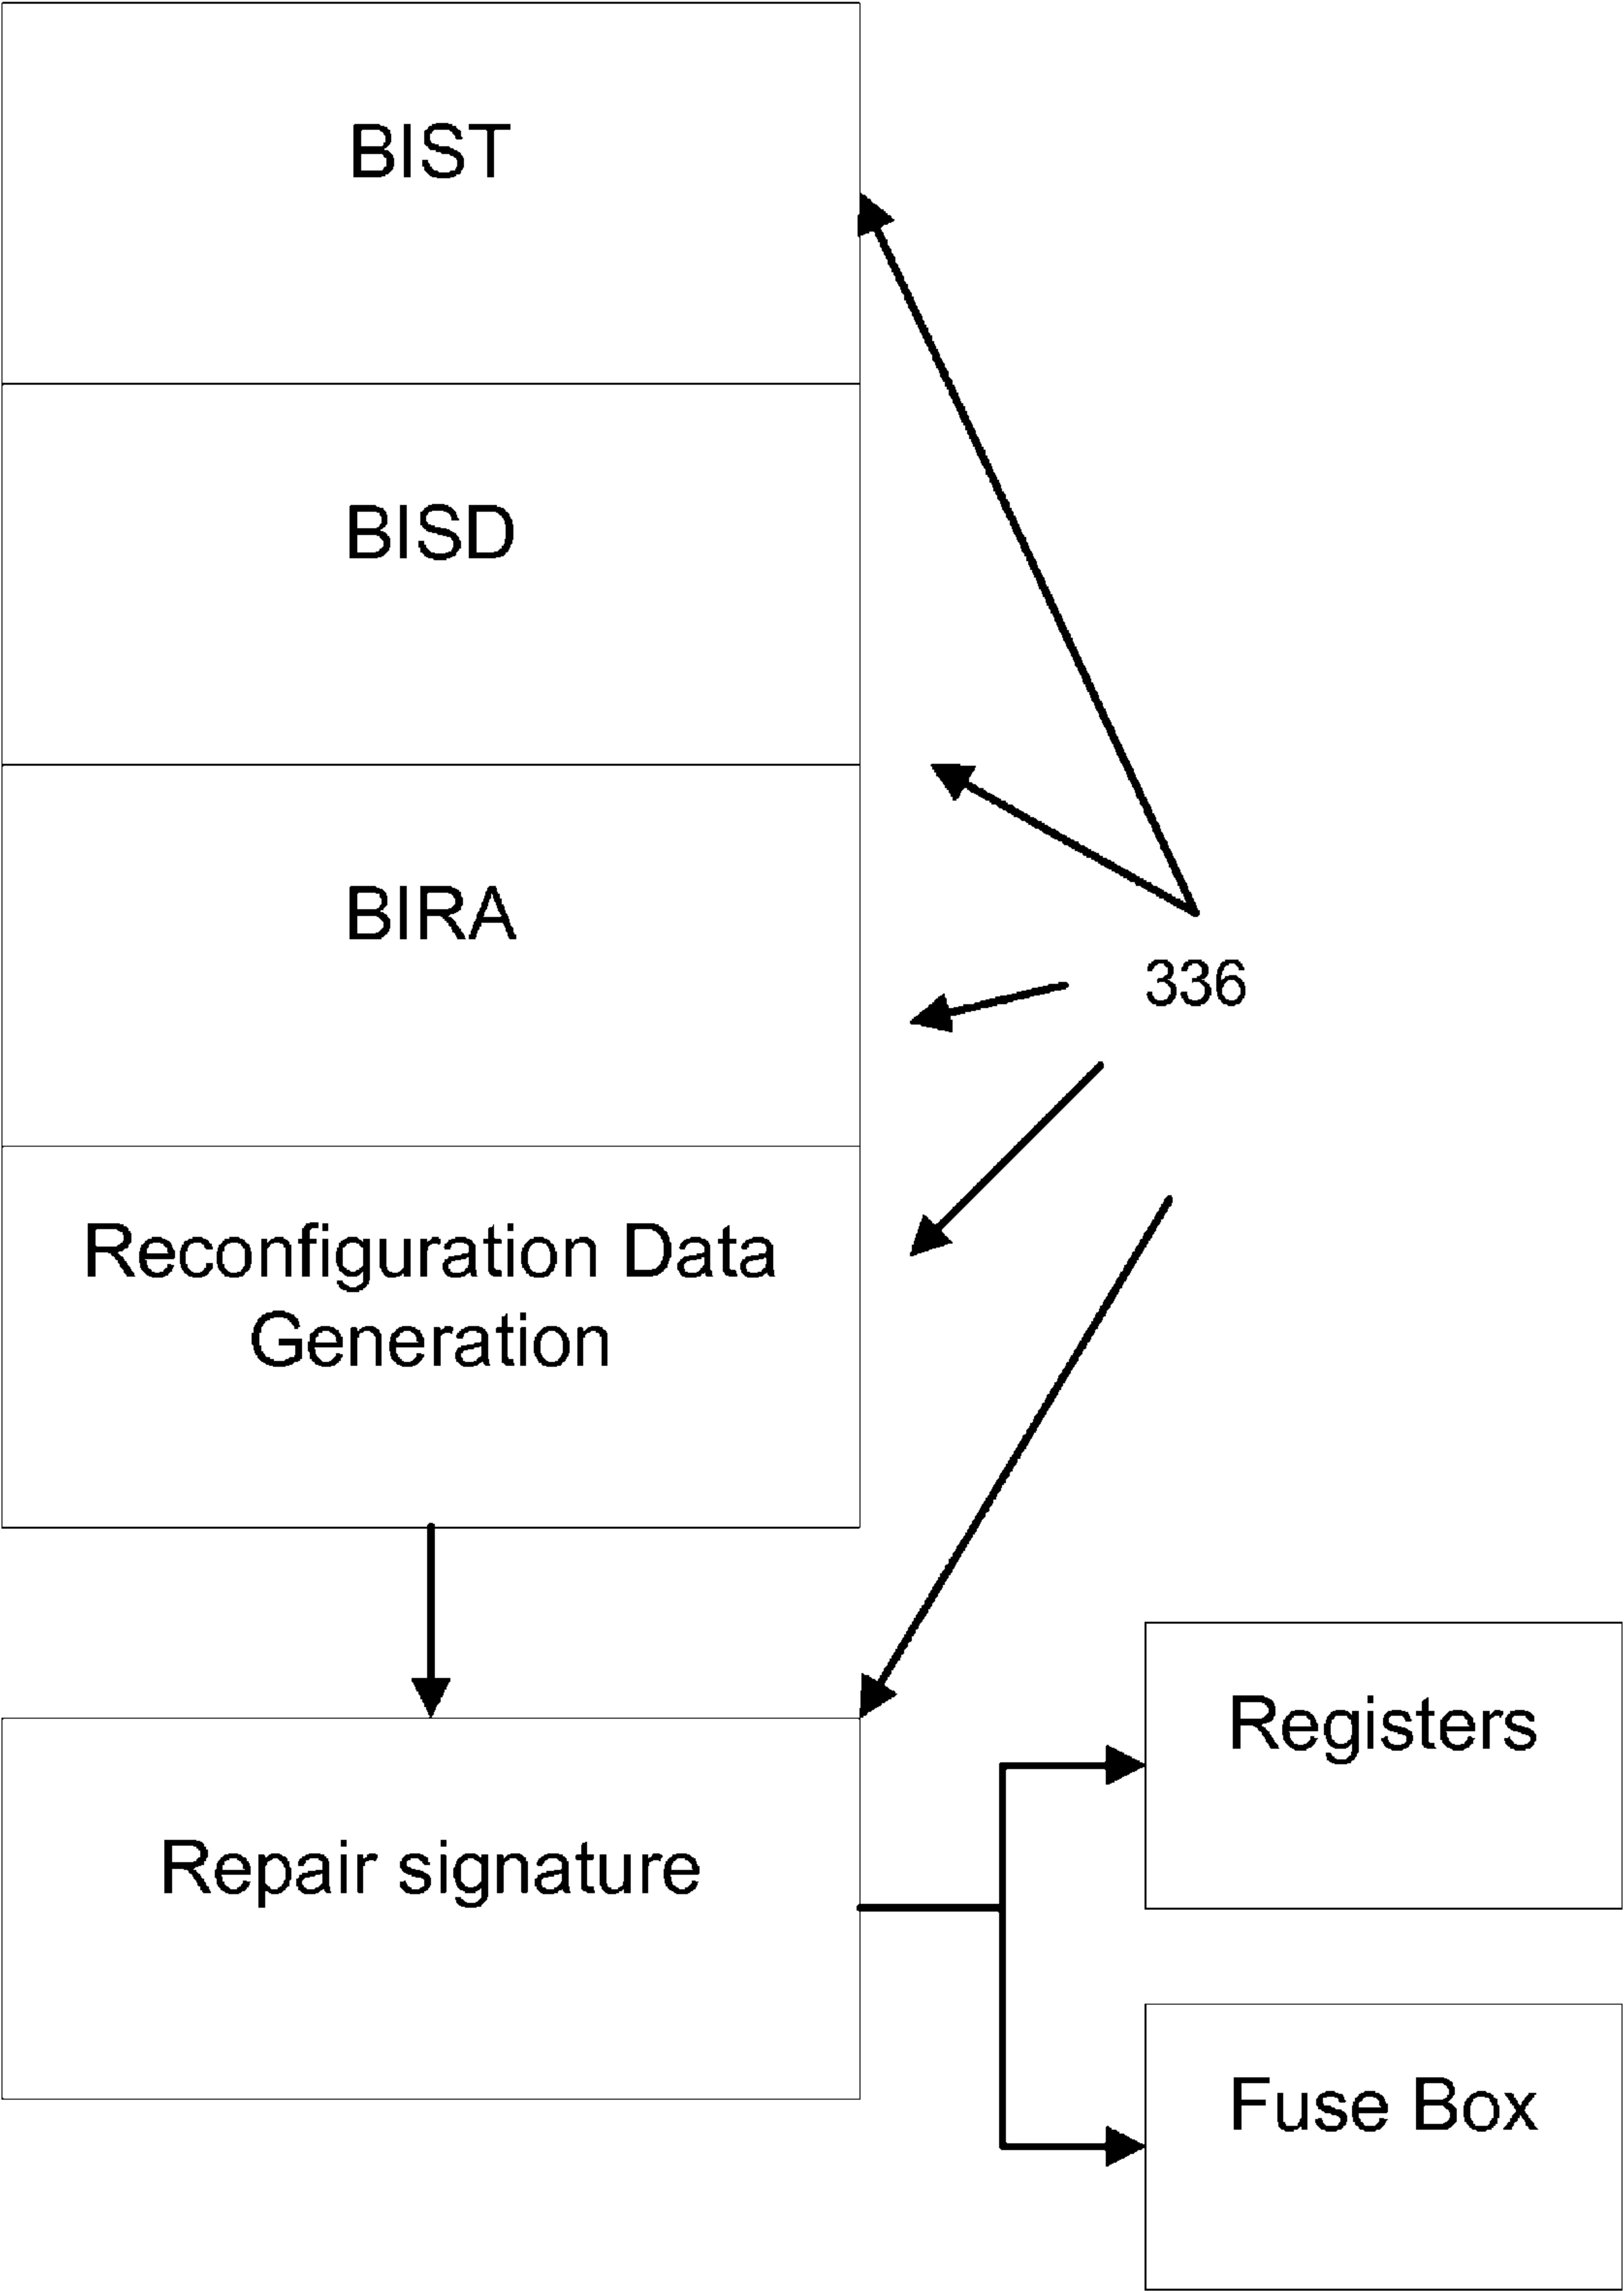 BIST
BISD
BIRA
336
Reconfiguration Data
Generation
Registers
Repair signature
Fuse Box